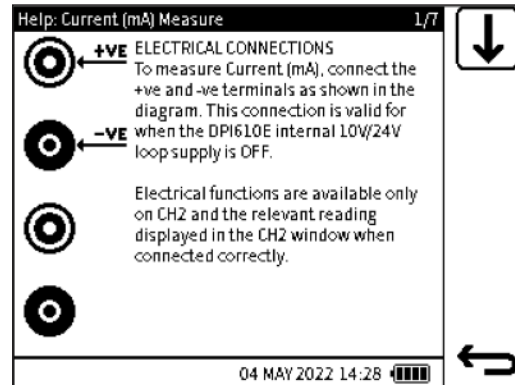 Help: Current (mA) Measure 1/7
+VE
ELECTRICAL CONNECTIONS
To measure Current (mA), connect the
+ve and -ve terminals as shown in the
diagram. This connection is valid for
-VE
when the DPI610E internal 10V/24V
loop supply is OFF.
Electrical functions are available only
on CH2 and the relevant reading
displayed in the CH2 window when
connected correctly.
04 MAY 2022 14:28